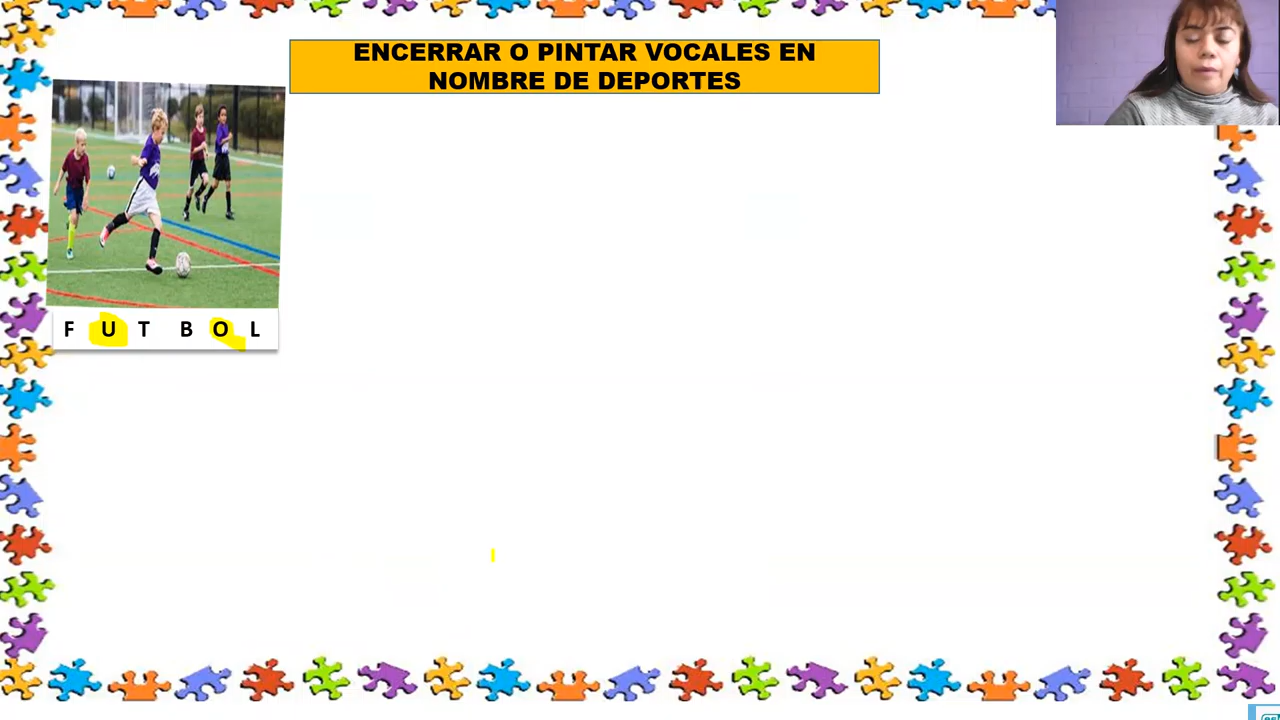 ENCERRAR O PINTAR VOCALES EN
NOMBRE DE DEPORTES
F U T B O L